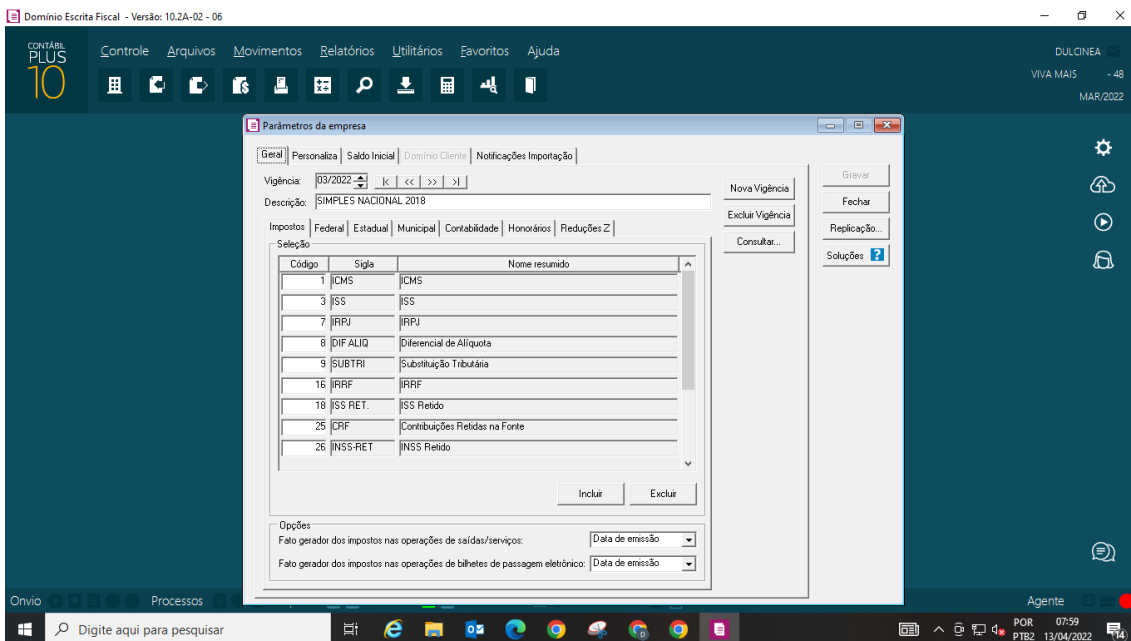 Domínio Escrita Fiscal - Versão: 10.2A-02 - 06
CONTÁBIL
PLUS
10
Controle Arquivos Movimentos Relatórios Utilitários Favoritos Ajuda
DULCINEA
VIVA MAIS - 48
MAR/2022
Parâmetros da empresa
Geral Personaliza Saldo Inicial Domínio Cliente Notificações Importação
Vigência: 03/2022 |< << >> >|
Descrição: SIMPLES NACIONAL 2018
Nova Vigência
Excluir Vigência
Consultar...
Gravar
Fechar
Replicação...
Soluções ?
Impostos Federal Estadual Municipal Contabilidade Honorários Reduções Z
Seleção
Código Sigla Nome resumido
1 ICMS ICMS
3 ISS ISS
7 IRPJ IRPJ
8 DIF ALIQ Diferencial de Alíquota
9 SUBTRI Substituição Tributária
16 IRRF IRRF
18 ISS RET. ISS Retido
25 CRF Contribuições Retidas na Fonte
26 INSS-RET INSS Retido
Incluir Excluir
Opções
Fato gerador dos impostos nas operações de saídas/serviços: Data de emissão
Fato gerador dos impostos nas operações de bilhetes de passagem eletrônico: Data de emissão
Onvio Processos Agente
Digite aqui para pesquisar
POR 07:59
PTB2 13/04/2022
14